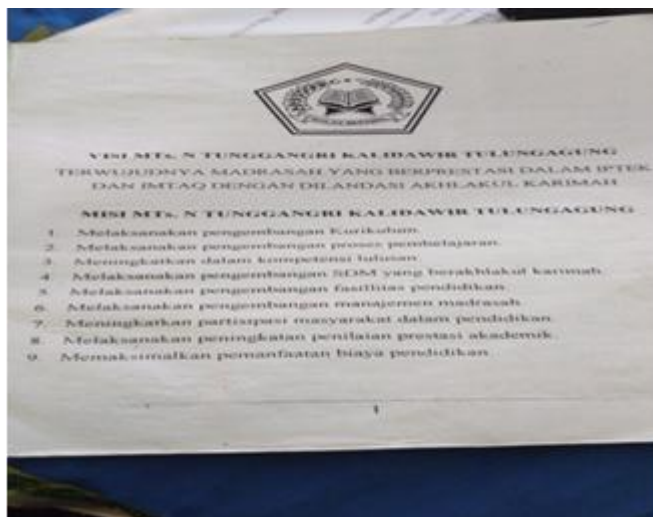 VISI MTs. N TUNGGANGRI KALIDAWIR TULUNGAGUNG
TERWUJUDNYA MADRASAH YANG BERPRESTASI DALAM IPTEK
DAN IMTAQ DENGAN DILANDASI AKHLAKUL KARIMAH
MISI MTs. N TUNGGANGRI KALIDAWIR TULUNGAGUNG
1. Melaksanakan pengembangan Kurikulum.
2. Melaksanakan pengembangan proses pembelajaran.
3. Meningkatkan dalam kompetensi lulusan.
4. Melaksanakan pengembangan SDM yang berakhlakul karimah.
5. Melaksanakan pengembangan fasilitas pendidikan.
6. Melaksanakan pengembangan manajemen madrasah.
7. Meningkatkan partisipasi masyarakat dalam pendidikan.
8. Melaksanakan peningkatan penilaian prestasi akademik.
9. Memaksimalkan pemanfaatan biaya pendidikan
1